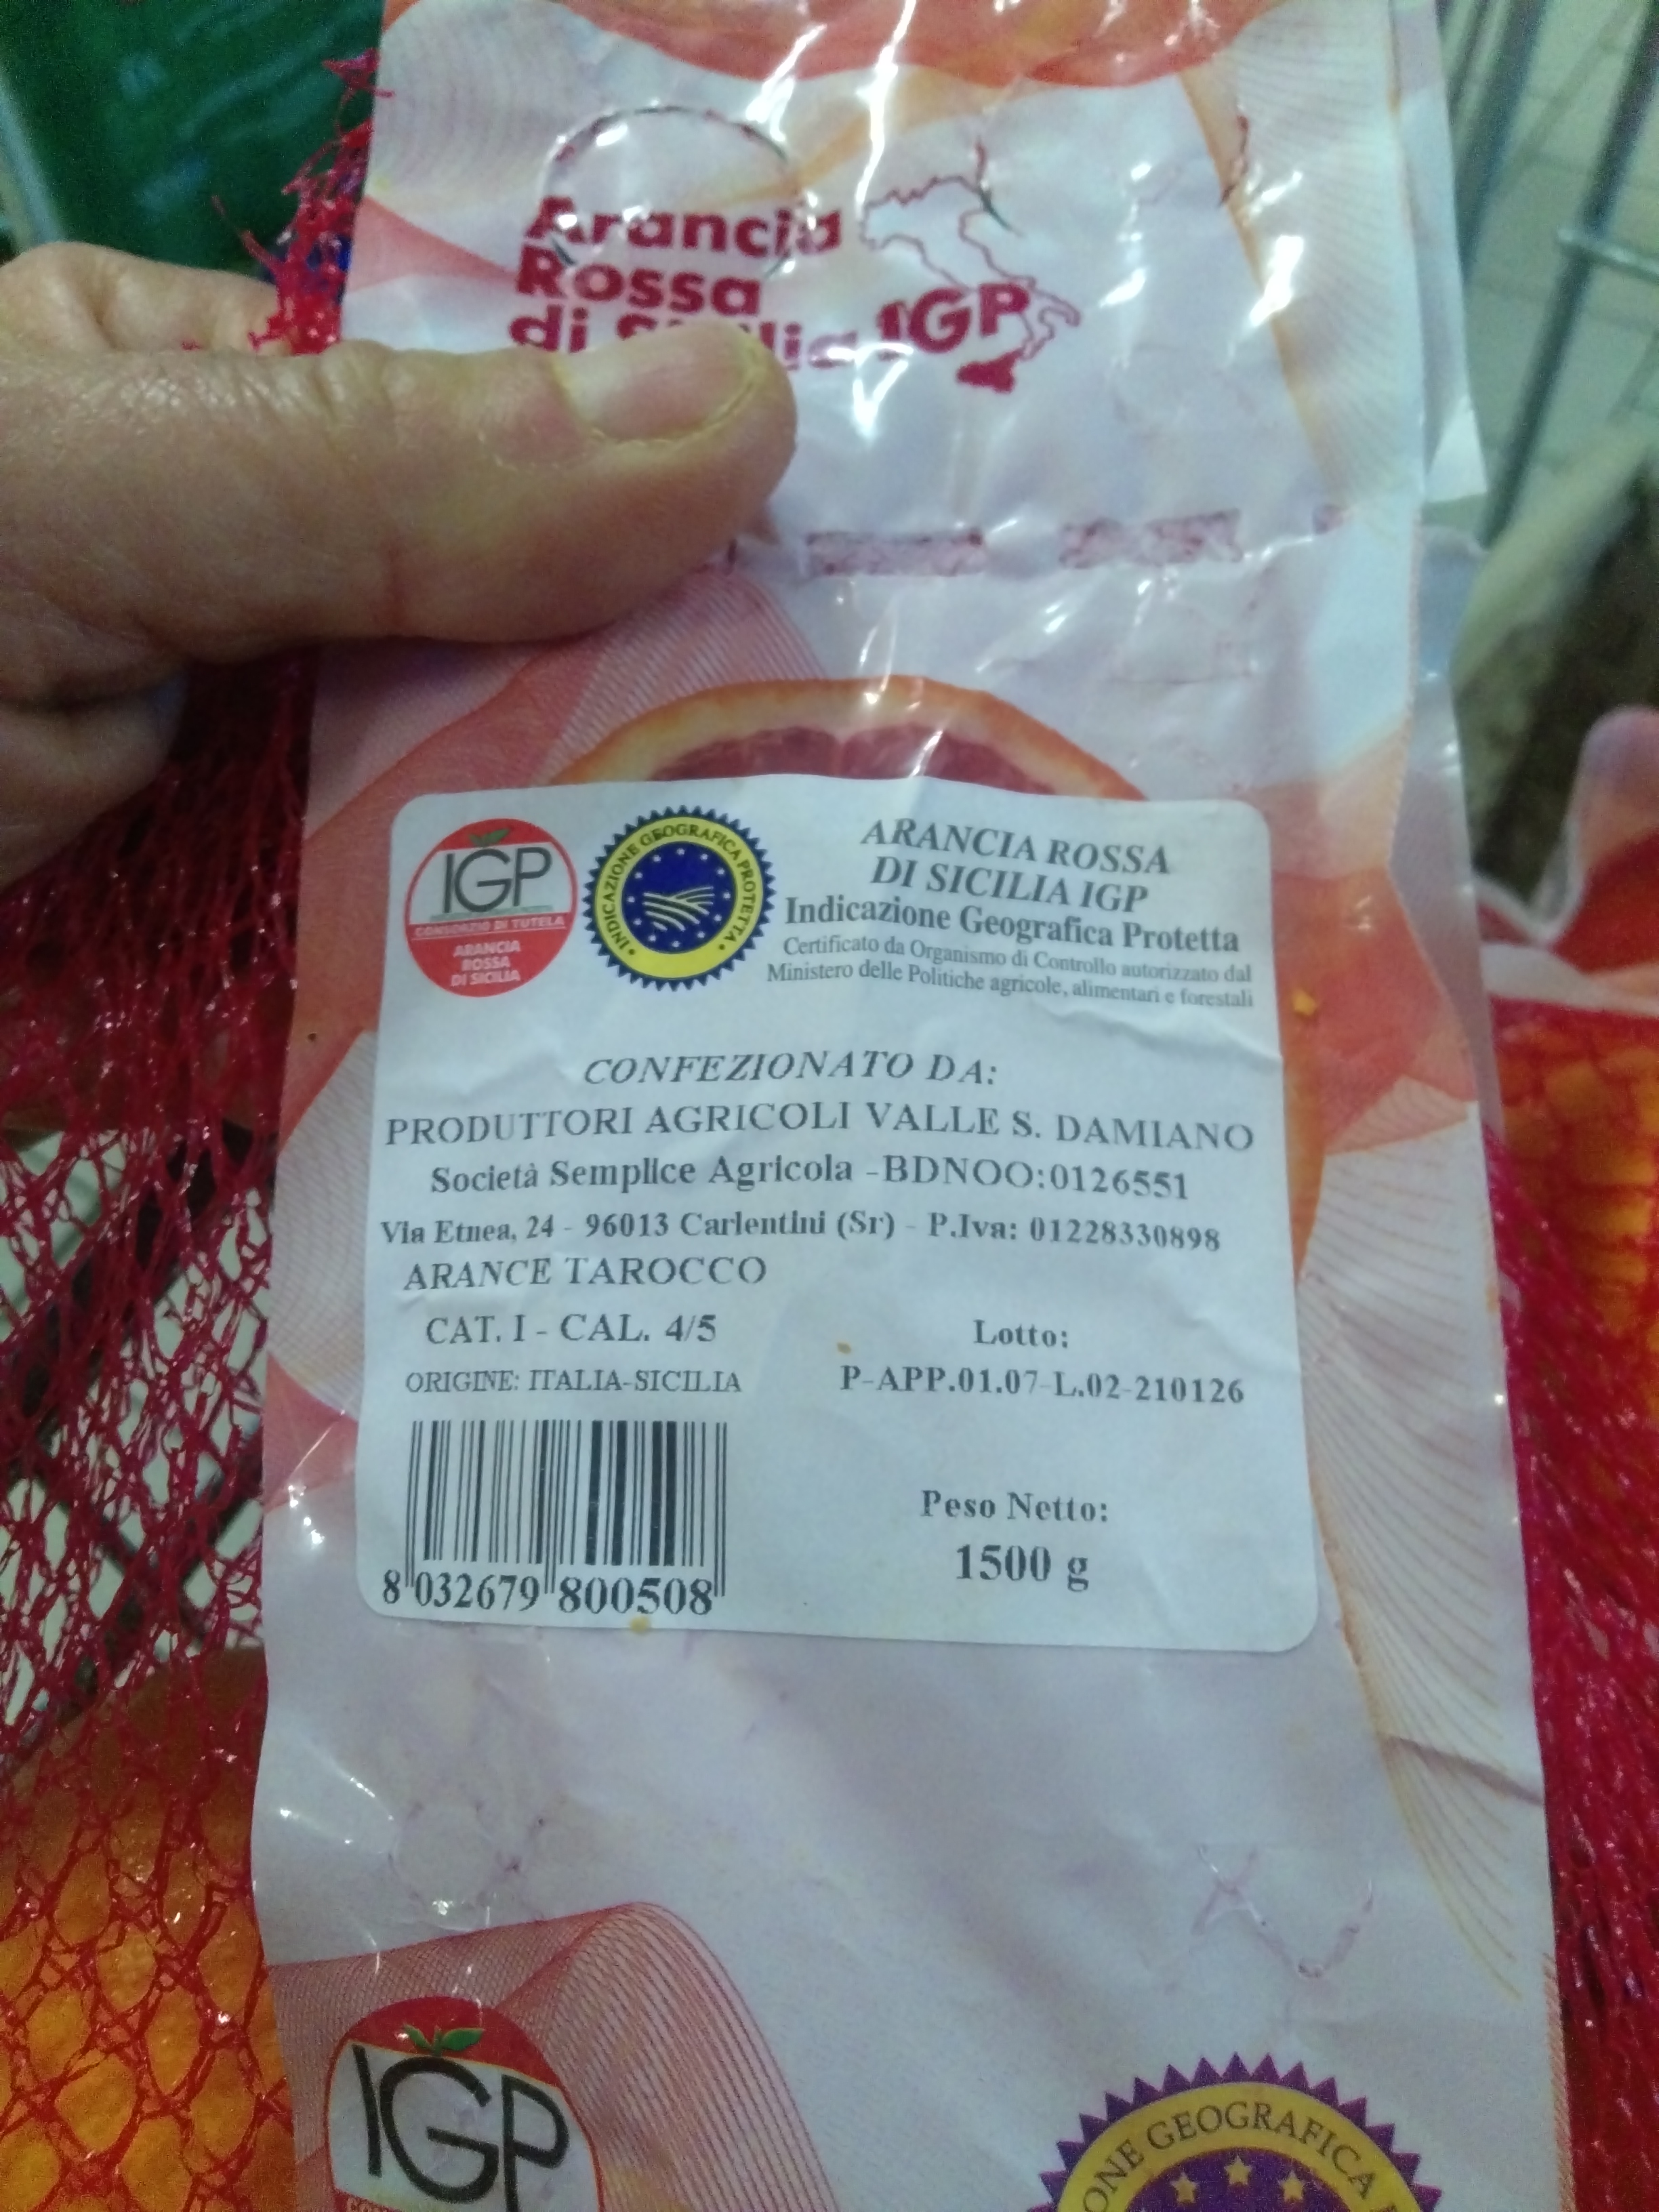 Arancia
Rossa
di
IGP
IGP
CONSORZIO DI TUTELA
ARANCIA
ROSSA
DI SICILIA
INDICAZIONE GEOGRAFICA PROTETTA
ARANCIA ROSSA
DI SICILIA IGP
Indicazione Geografica Protetta
Certificato da Organismo di Controllo autorizzato dal
Ministero delle Politiche agricole, alimentari e forestali
CONFEZIONATO DA:
PRODUTTORI AGRICOLI VALLE S. DAMIANO
Società Semplice Agricola -BDNOO:0126551
Via Etnea, 24 - 96013 Carlentini (Sr) - P.Iva: 01228330898
ARANCE TAROCCO
CAT. I - CAL. 4/5
ORIGINE: ITALIA-SICILIA
Lotto:
P-APP.01.07-L.02-210126
Peso Netto:
1500 g
8 032679 800508
IGP
GEOGRAFICA